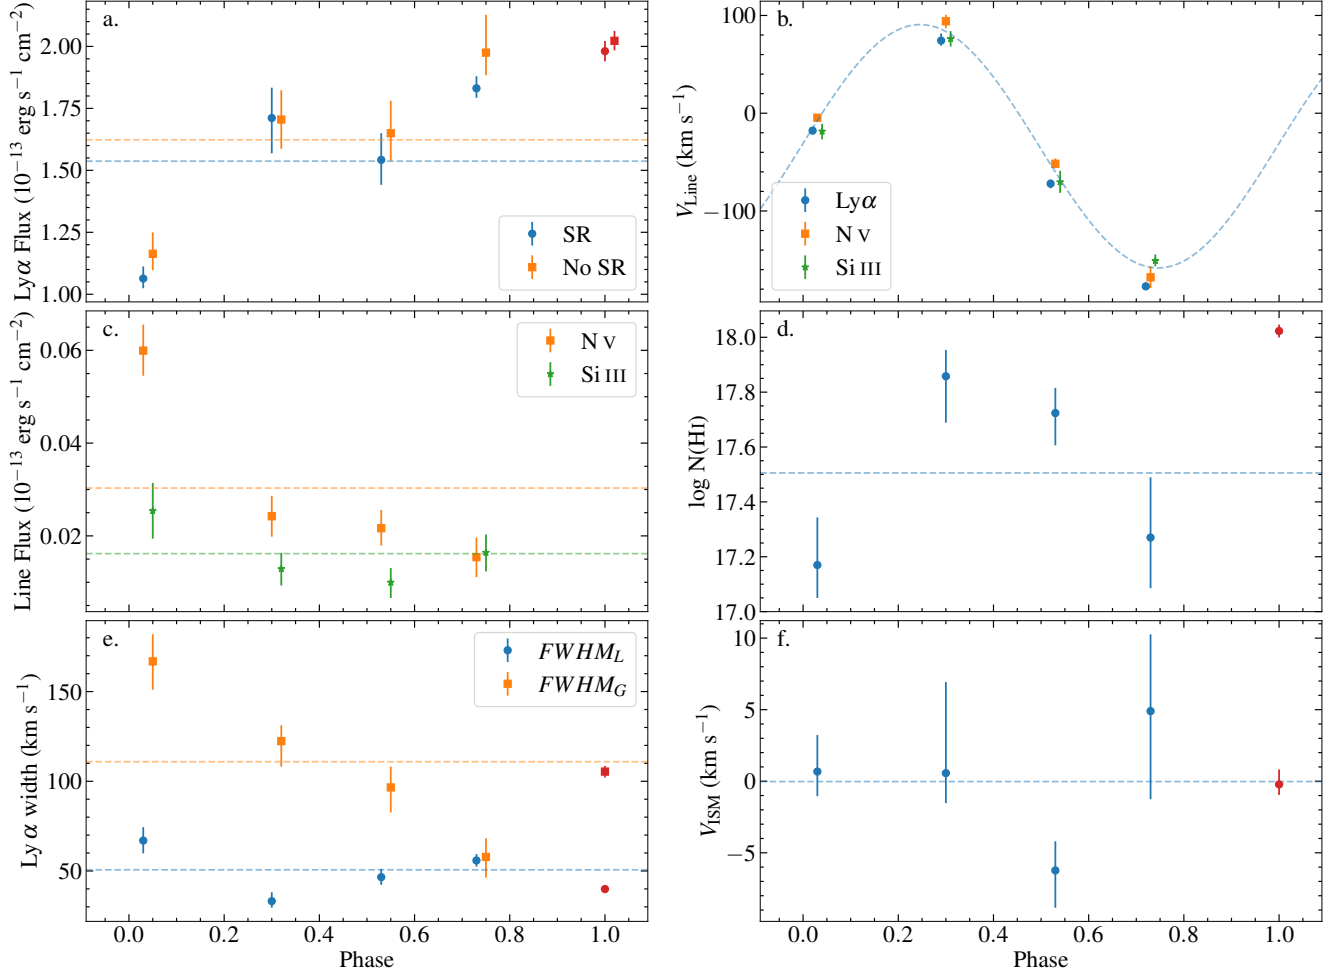 a.
2.00
1.75
1.50
1.25
1.00
Lyα Flux (10⁻¹³ erg s⁻¹ cm⁻²)
SR
No SR
b.
100
0
−100
V_Line (km s⁻¹)
Lyα
N V
Si III
c.
0.06
0.04
0.02
Line Flux (10⁻¹³ erg s⁻¹ cm⁻²)
N V
Si III
d.
18.0
17.8
17.6
17.4
17.2
17.0
log N(HI)
e.
150
100
50
Ly α width (km s⁻¹)
FWHM_L
FWHM_G
0.0 0.2 0.4 0.6 0.8 1.0
Phase
f.
10
5
0
−5
V_ISM (km s⁻¹)
0.0 0.2 0.4 0.6 0.8 1.0
Phase